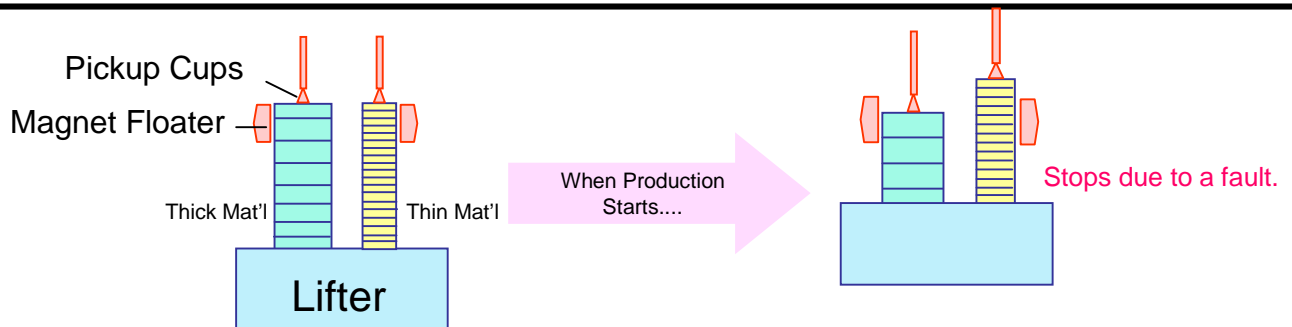 Pickup Cups
Magnet Floater
Thick Mat'l
Thin Mat'l
Lifter
When Production
Starts....
Stops due to a fault.